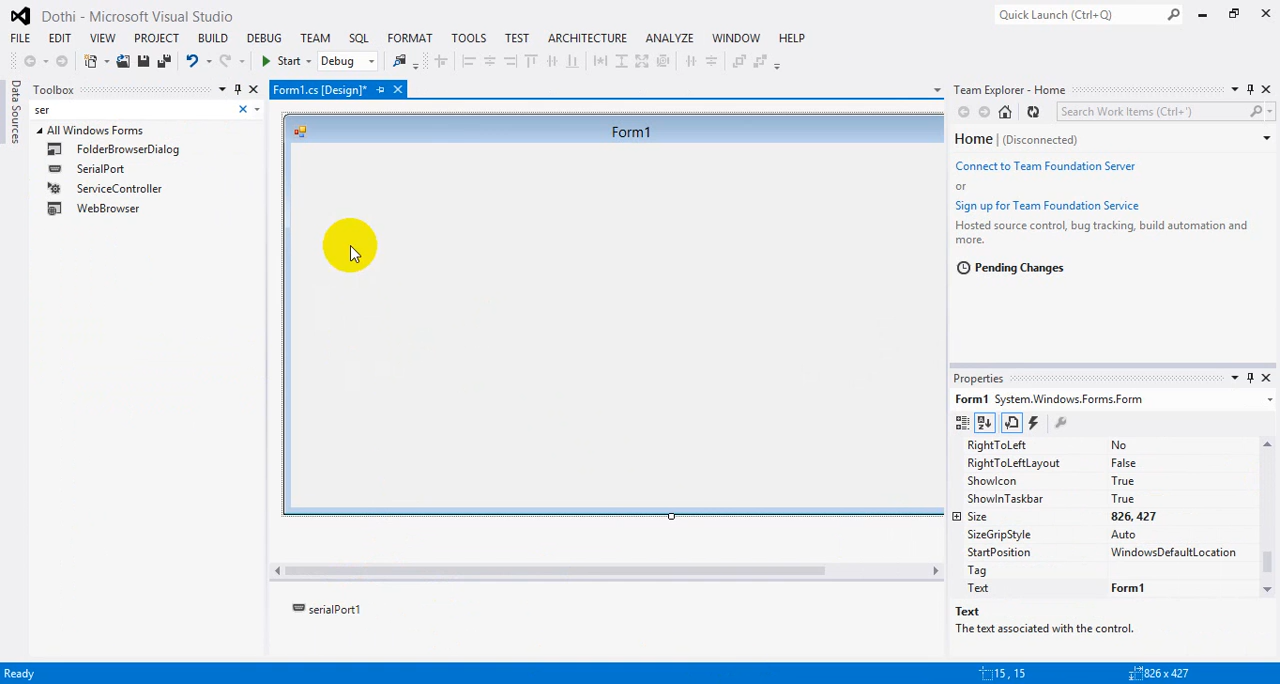 Dothi - Microsoft Visual Studio
Quick Launch (Ctrl+Q)
FILE EDIT VIEW PROJECT BUILD DEBUG TEAM SQL FORMAT TOOLS TEST ARCHITECTURE ANALYZE WINDOW HELP
Start Debug
Data Sources
Toolbox
ser
All Windows Forms
FolderBrowserDialog
SerialPort
ServiceController
WebBrowser
Form1.cs [Design]*
Form1
serialPort1
Team Explorer - Home
Search Work Items (Ctrl+')
Home | (Disconnected)
Connect to Team Foundation Server
or
Sign up for Team Foundation Service
Hosted source control, bug tracking, build automation and
more.
Pending Changes
Properties
Form1 System.Windows.Forms.Form
RightToLeft No
RightToLeftLayout False
ShowIcon True
ShowInTaskbar True
Size 826, 427
SizeGripStyle Auto
StartPosition WindowsDefaultLocation
Tag
Text Form1
Text
The text associated with the control.
Ready
15 , 15
826 x 427